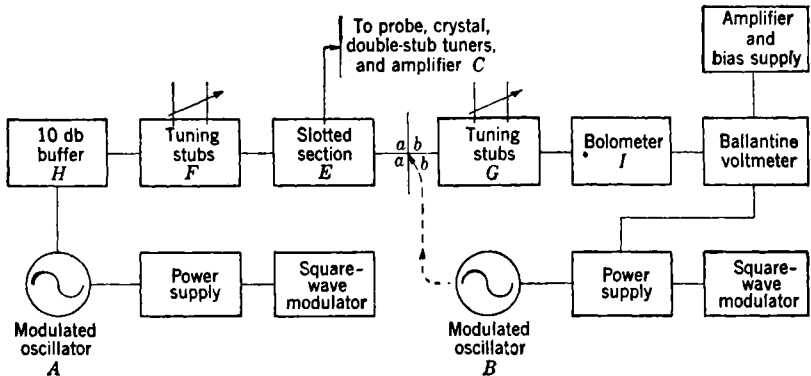 To probe, crystal,
double-stub tuners,
and amplifier C
Amplifier
and
bias supply
10 db
buffer
H
Tuning
stubs
F
Slotted
section
E
a b
a b
Tuning
stubs
G
Bolometer
I
Ballantine
voltmeter
Power
supply
Square-
wave
modulator
Power
supply
Square-
wave
modulator
Modulated
oscillator
A
Modulated
oscillator
B